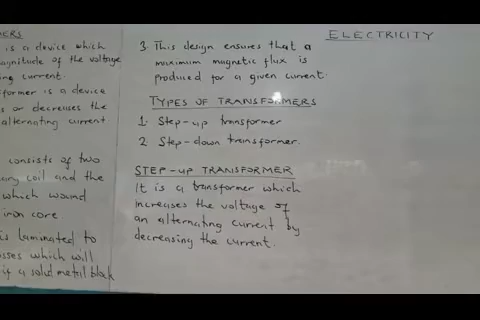 ELECTRICITY
is a device which
magnitude of the voltage
current.
is a device
or decreases the
alternating current
consists of two
coil and the
which wound
iron core
is laminated to
which will
if a solid metal block
3. This design ensures that a
maximum magnetic flux is
produced for a given current.
TYPES OF TRANSFORMERS
1. Step-up transformer
2. Step-down transformer.
STEP-UP TRANSFORMER
It is a transformer which
increases the voltage of
an alternating current by
decreasing the current.